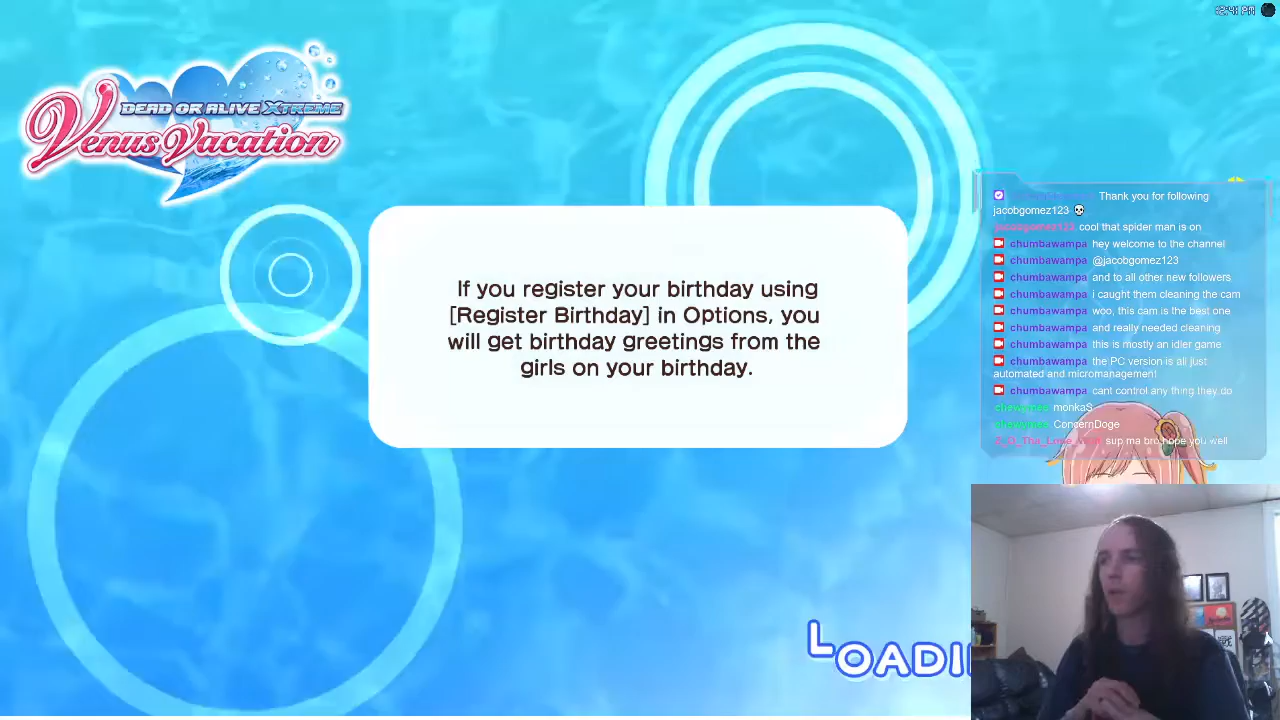 2:41 PM
DEAD OR ALIVE XTREME
Venus Vacation
If you register your birthday using
[Register Birthday] in Options, you
will get birthday greetings from the
girls on your birthday.
Thank you for following
jacobgomez123
jacobgomez123 cool that spider man is on
chumbawampa hey welcome to the channel
chumbawampa @jacobgomez123
chumbawampa and to all other new followers
chumbawampa i caught them cleaning the cam
chumbawampa woo, this cam is the best one
chumbawampa and really needed cleaning
chumbawampa this is mostly an idler game
chumbawampa the PC version is all just
automated and micromanagement
chumbawampa cant control any thing they do
monkaS
ConcernDoge
sup ma bro hope you well
LOADI